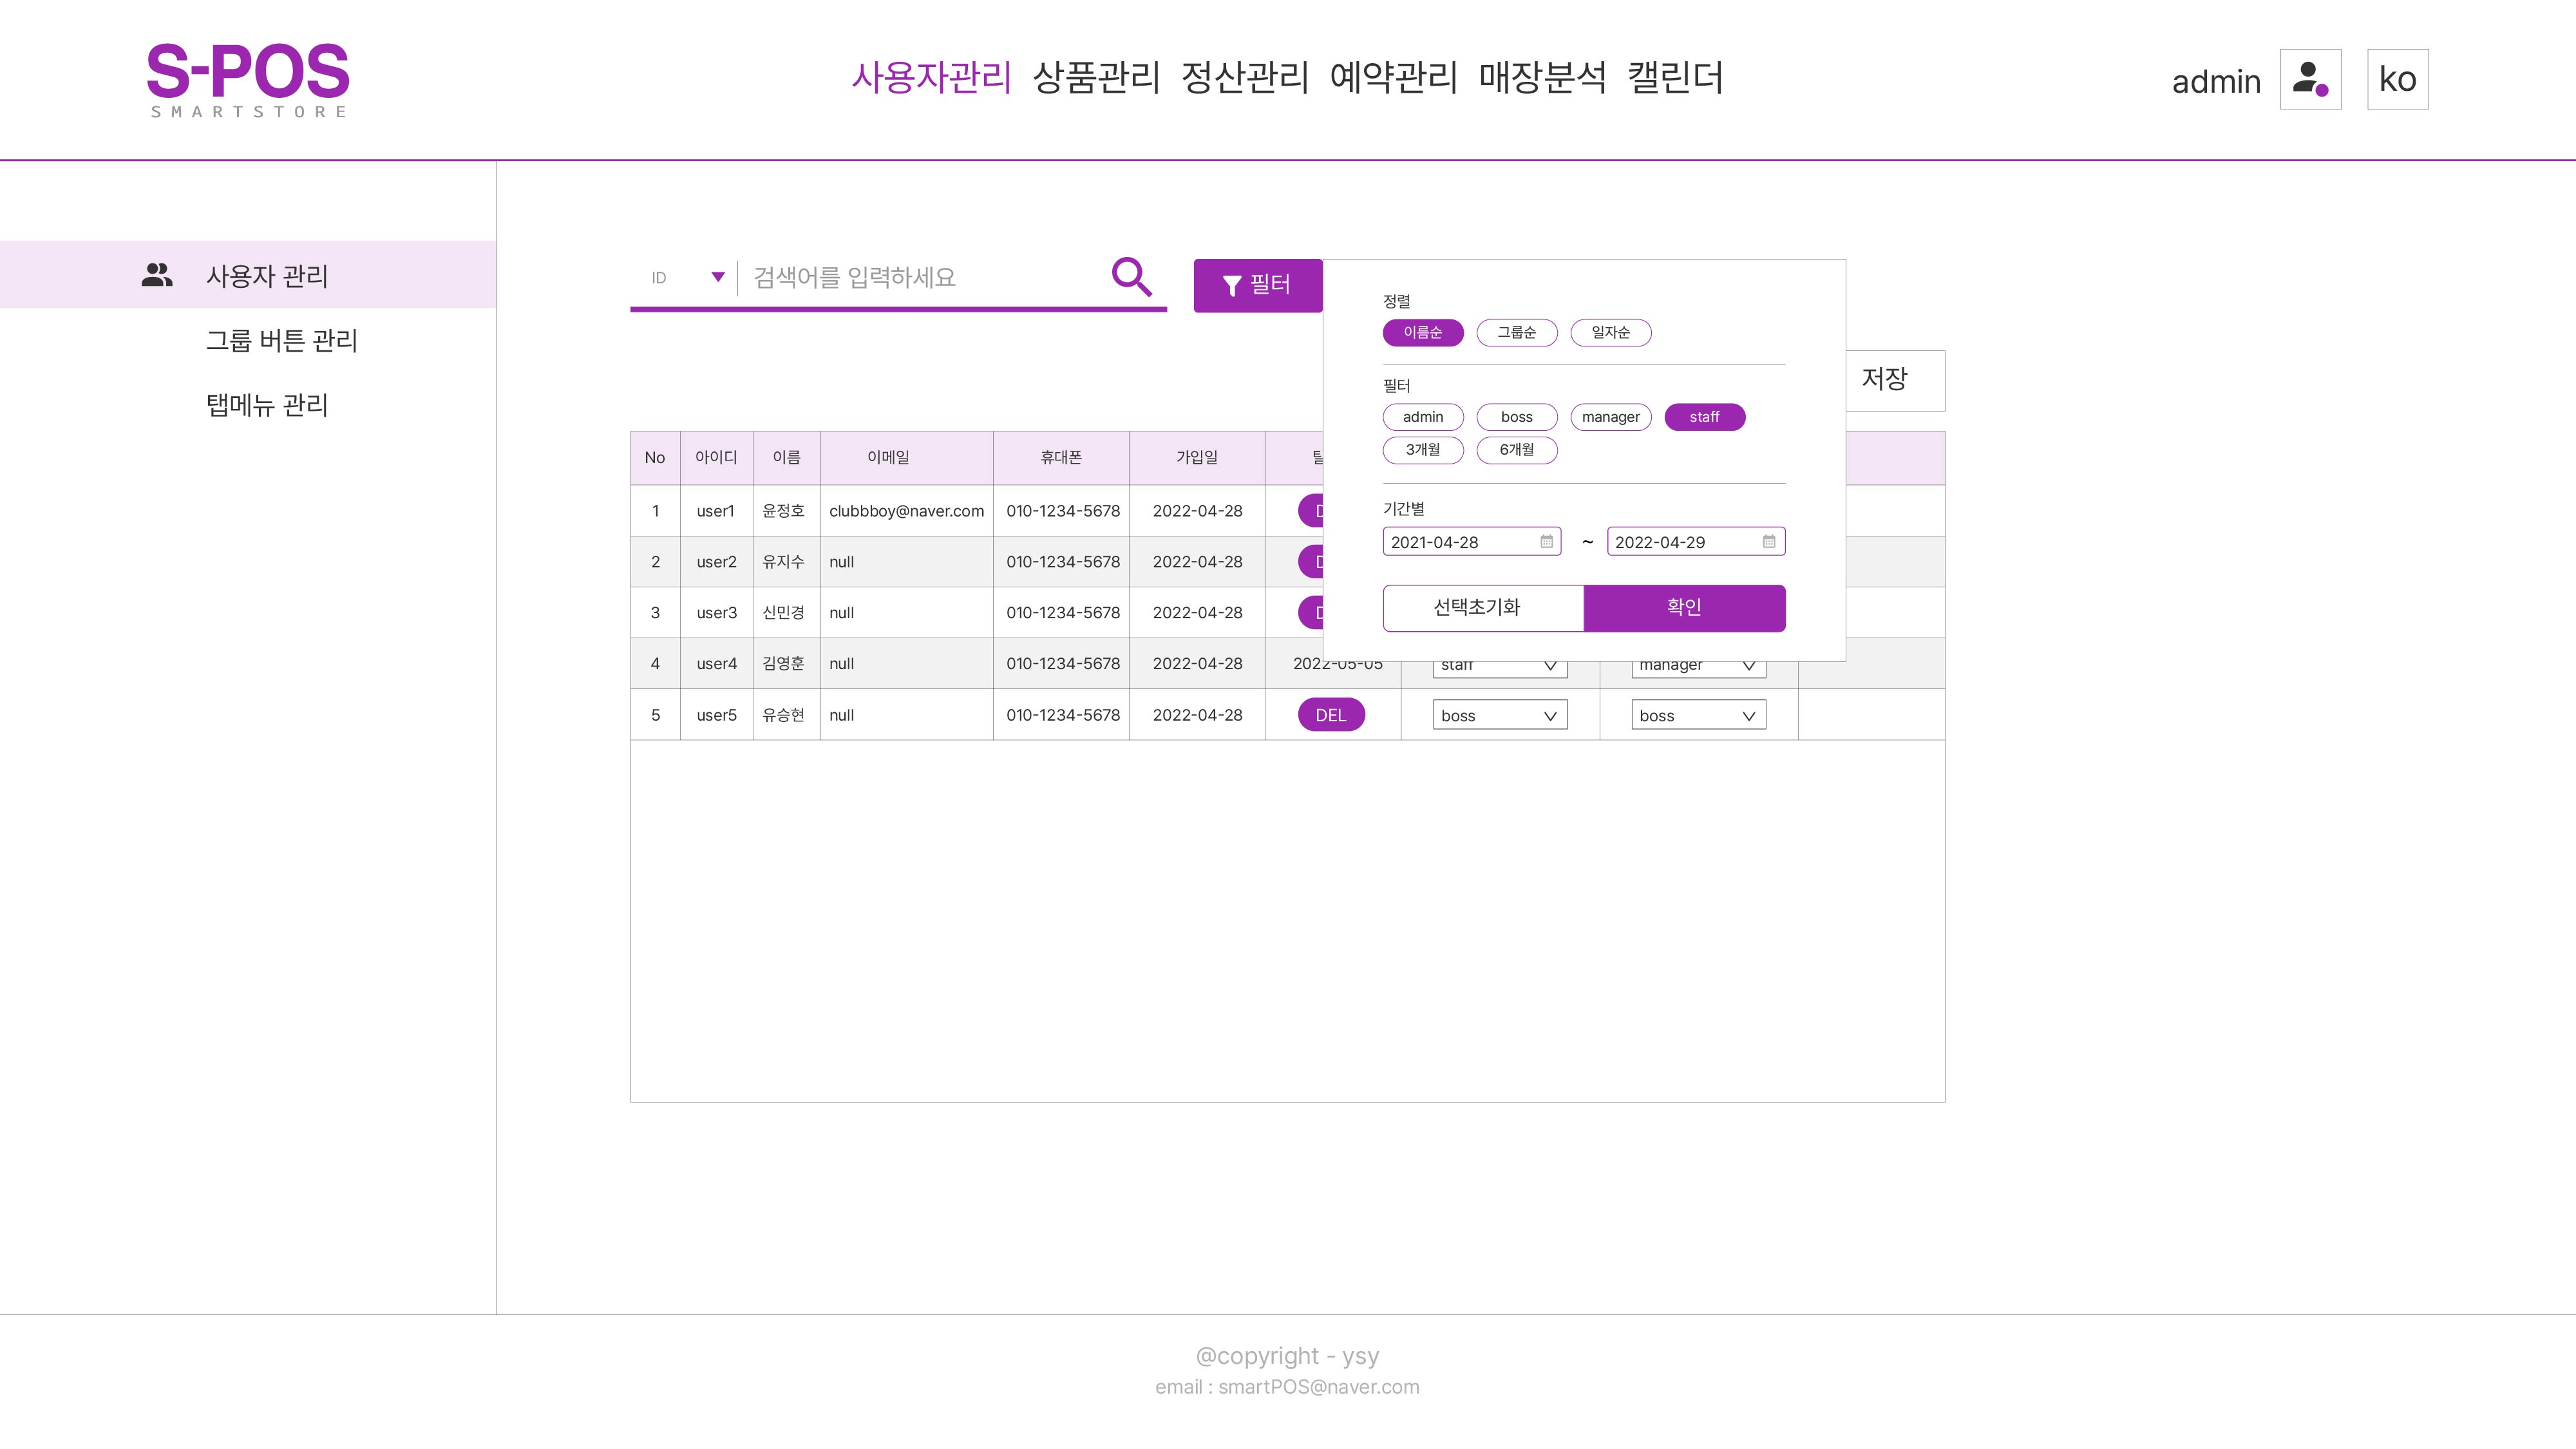 S-POS
SMARTSTORE
사용자관리 상품관리 정산관리 예약관리 매장분석 캘린더
admin
ko
사용자 관리
그룹 버튼 관리
탭메뉴 관리
ID 검색어를 입력하세요
필터
정렬
이름순 그룹순 일자순
필터
admin boss manager staff
3개월 6개월
기간별
2021-04-28 ~ 2022-04-29
선택초기화 확인
저장
No 아이디 이름 이메일 휴대폰 가입일
1 user1 윤정호 clubbboy@naver.com 010-1234-5678 2022-04-28
2 user2 유지수 null 010-1234-5678 2022-04-28
3 user3 신민경 null 010-1234-5678 2022-04-28
4 user4 김영훈 null 010-1234-5678 2022-04-28 2022-05-05 staff manager
5 user5 유승현 null 010-1234-5678 2022-04-28 DEL boss boss
@copyright - ysy
email : smartPOS@naver.com